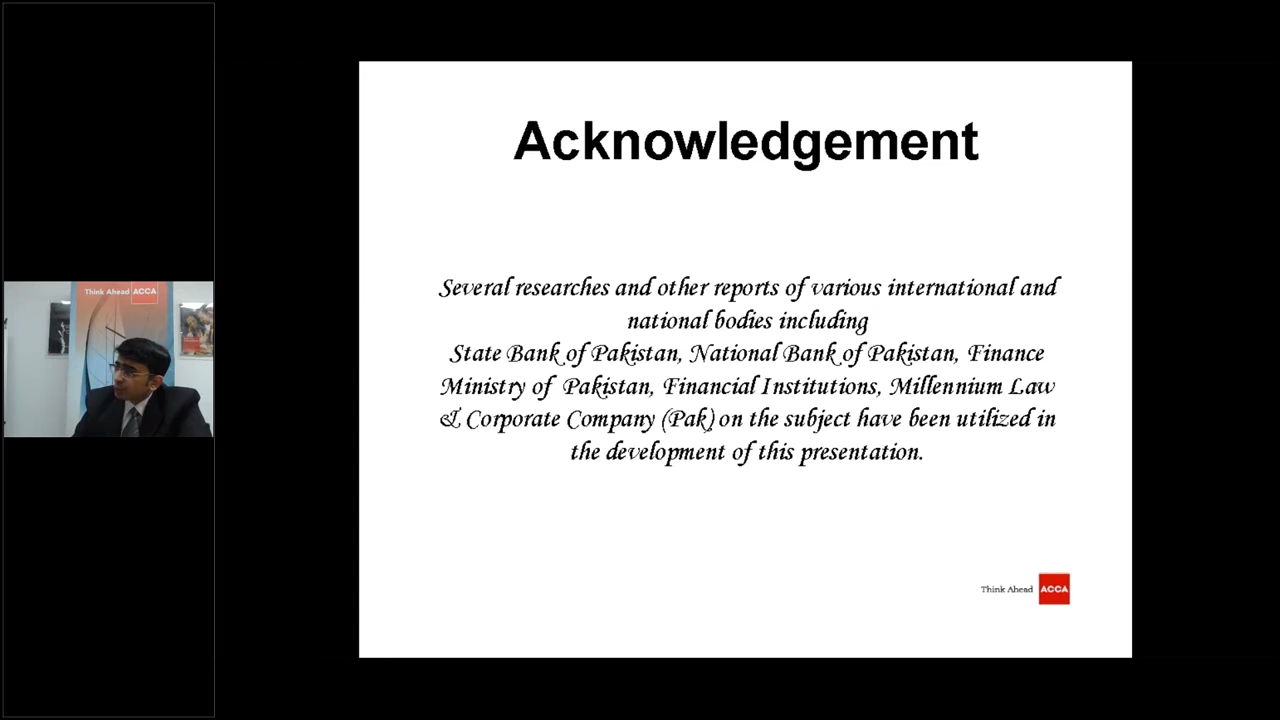 Think Ahead ACCA
Acknowledgement
Several researches and other reports of various international and
national bodies including
State Bank of Pakistan, National Bank of Pakistan, Finance
Ministry of Pakistan, Financial Institutions, Millennium Law
& Corporate Company (Pak) on the subject have been utilized in
the development of this presentation.
Think Ahead ACCA